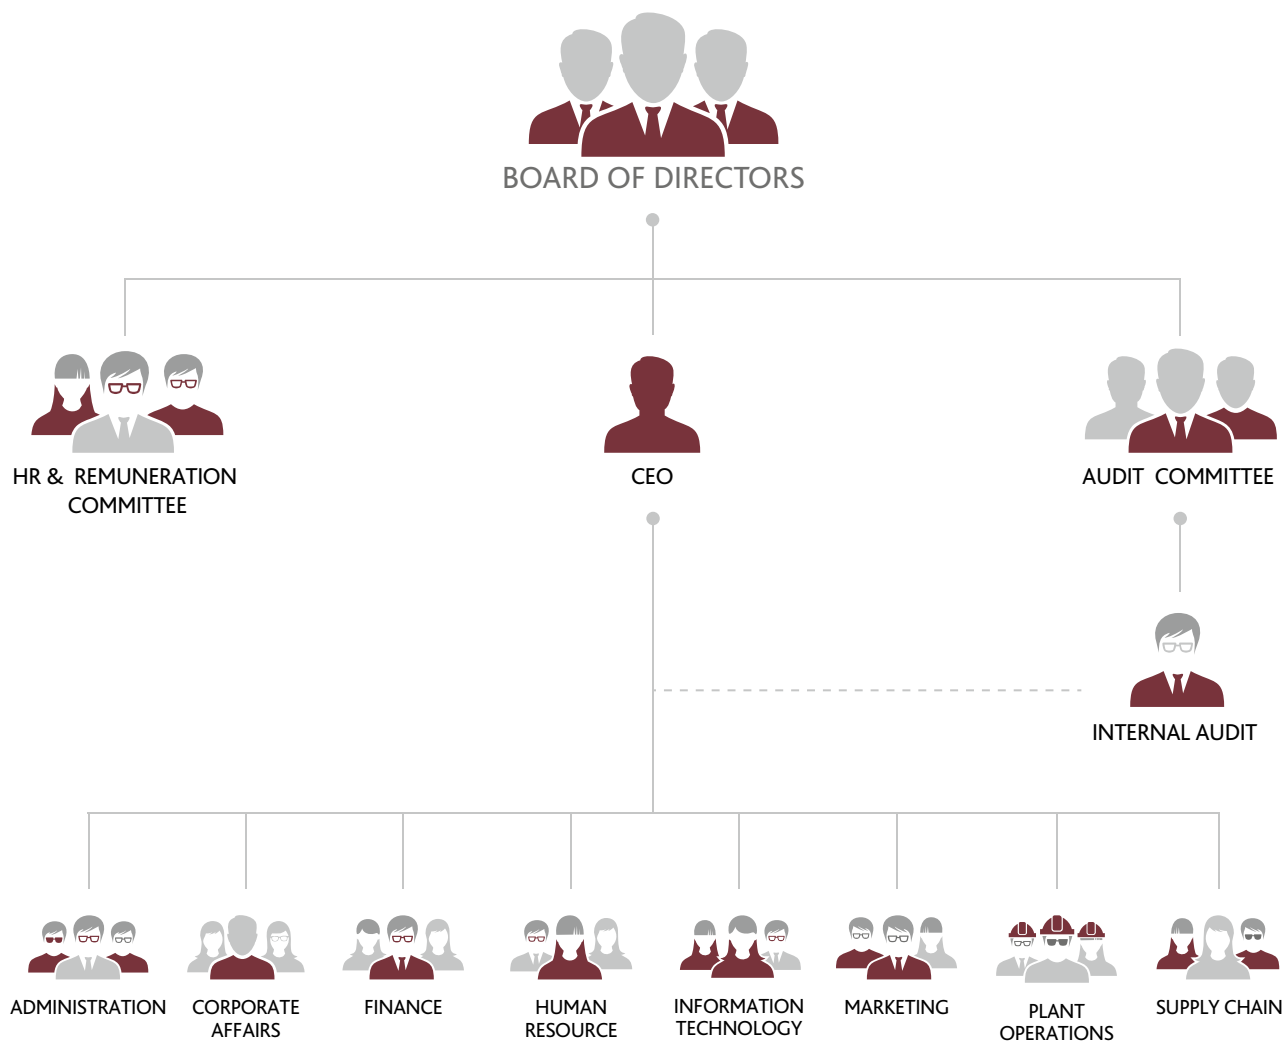 BOARD OF DIRECTORS
HR & REMUNERATION
COMMITTEE
CEO
AUDIT COMMITTEE
INTERNAL AUDIT
ADMINISTRATION
CORPORATE
AFFAIRS
FINANCE
HUMAN
RESOURCE
INFORMATION
TECHNOLOGY
MARKETING
PLANT
OPERATIONS
SUPPLY CHAIN